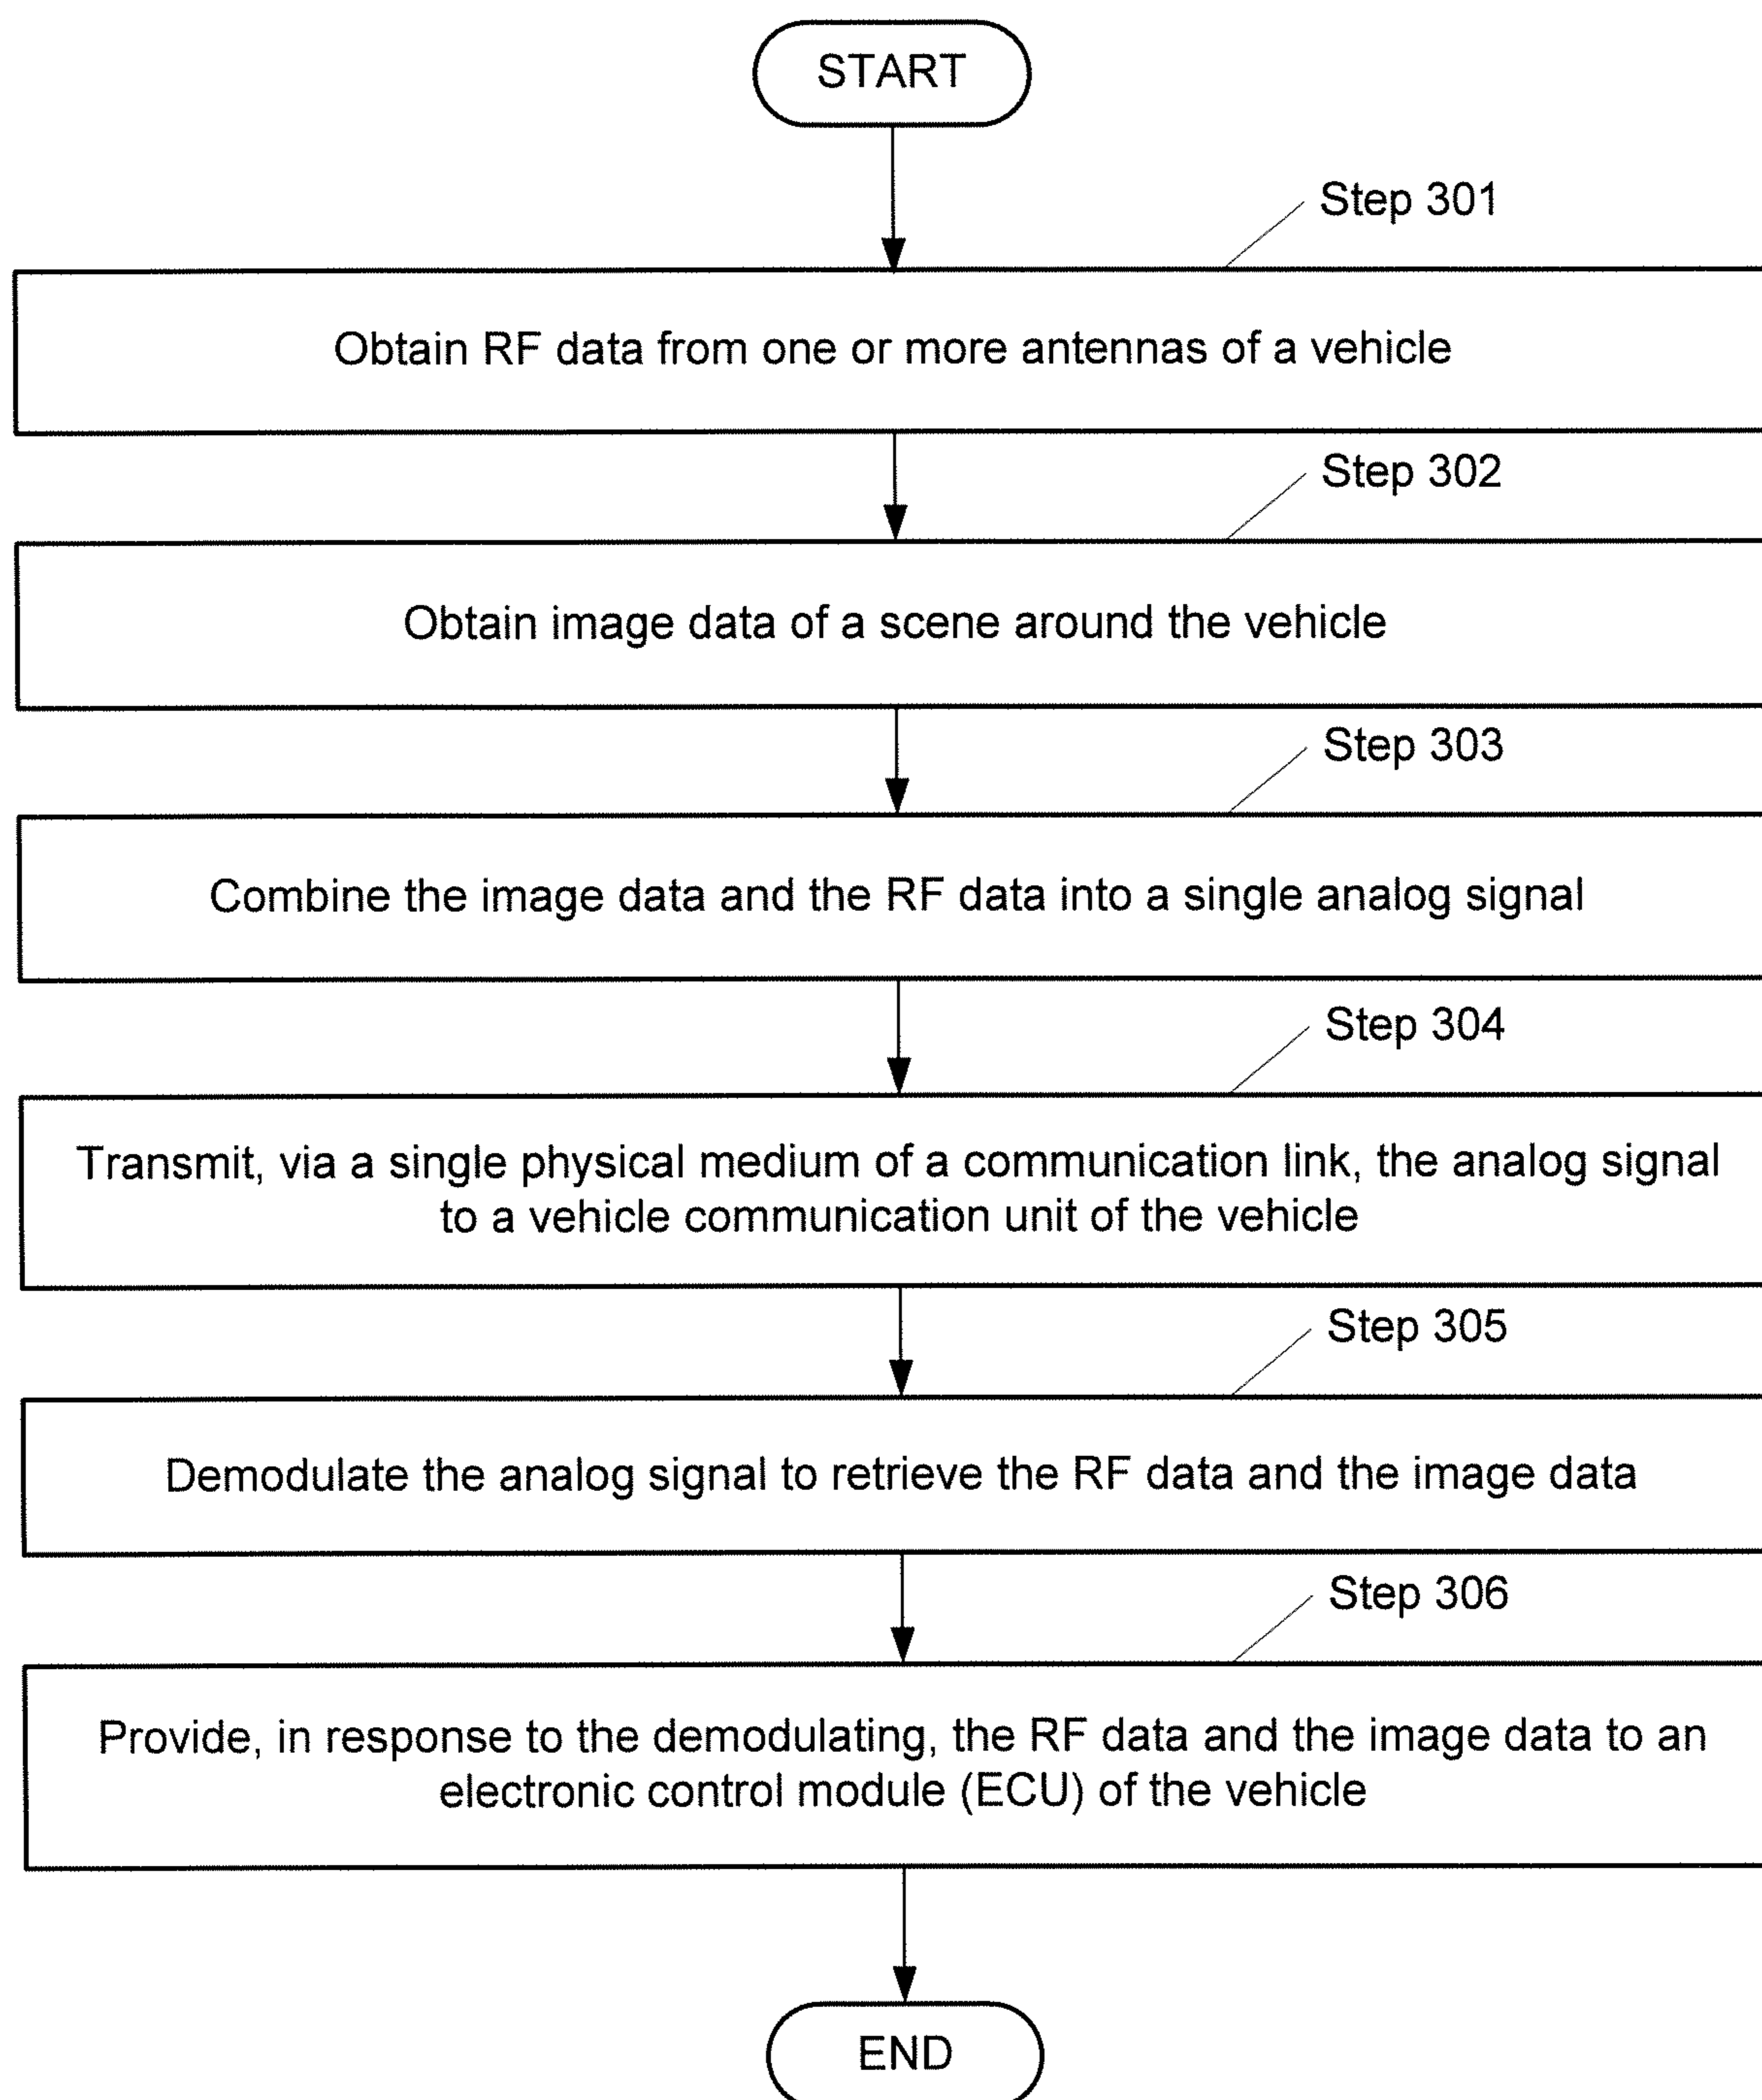 START
Step 301
Obtain RF data from one or more antennas of a vehicle
Step 302
Obtain image data of a scene around the vehicle
Step 303
Combine the image data and the RF data into a single analog signal
Step 304
Transmit, via a single physical medium of a communication link, the analog signal
to a vehicle communication unit of the vehicle
Step 305
Demodulate the analog signal to retrieve the RF data and the image data
Step 306
Provide, in response to the demodulating, the RF data and the image data to an
electronic control module (ECU) of the vehicle
END